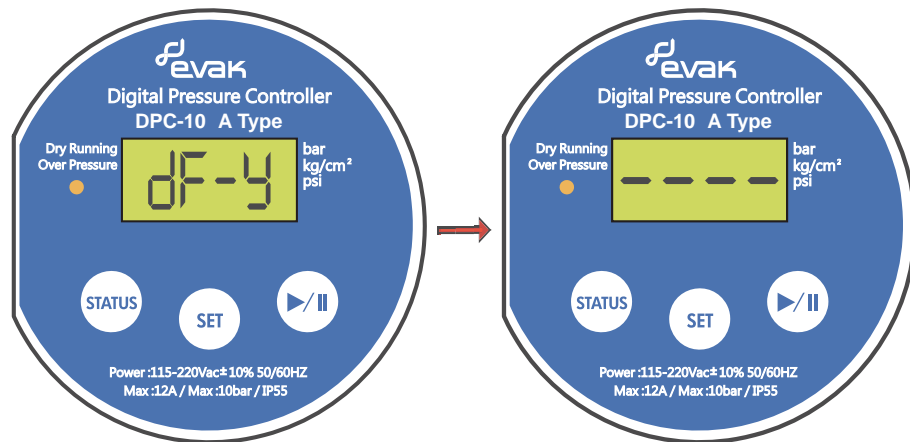 evak
Digital Pressure Controller
DPC-10 A Type
Dry Running
Over Pressure
dF-y
bar
kg/cm²
psi
STATUS
SET
▶/II
Power :115-220Vac±10% 50/60HZ
Max :12A / Max :10bar / IP55
evak
Digital Pressure Controller
DPC-10 A Type
Dry Running
Over Pressure
----
bar
kg/cm²
psi
STATUS
SET
▶/II
Power :115-220Vac±10% 50/60HZ
Max :12A / Max :10bar / IP55